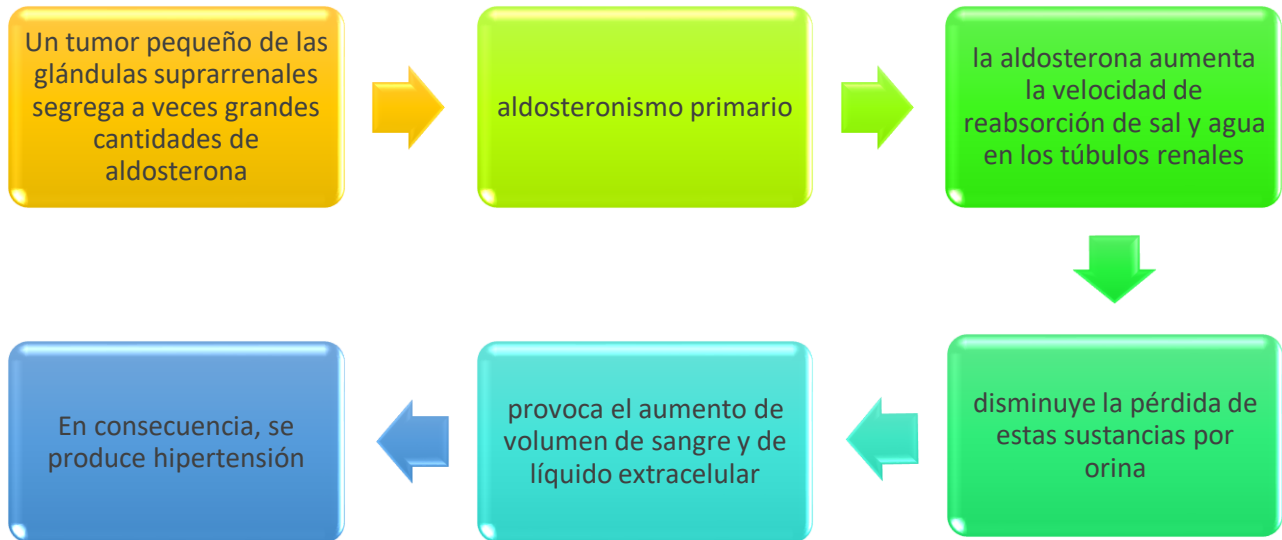 Un tumor pequeño de las
glándulas suprarrenales
segrega a veces grandes
cantidades de
aldosterona
aldosteronismo primario
la aldosterona aumenta
la velocidad de
reabsorción de sal y agua
en los túbulos renales
disminuye la pérdida de
estas sustancias por
orina
provoca el aumento de
volumen de sangre y de
líquido extracelular
En consecuencia, se
produce hipertensión